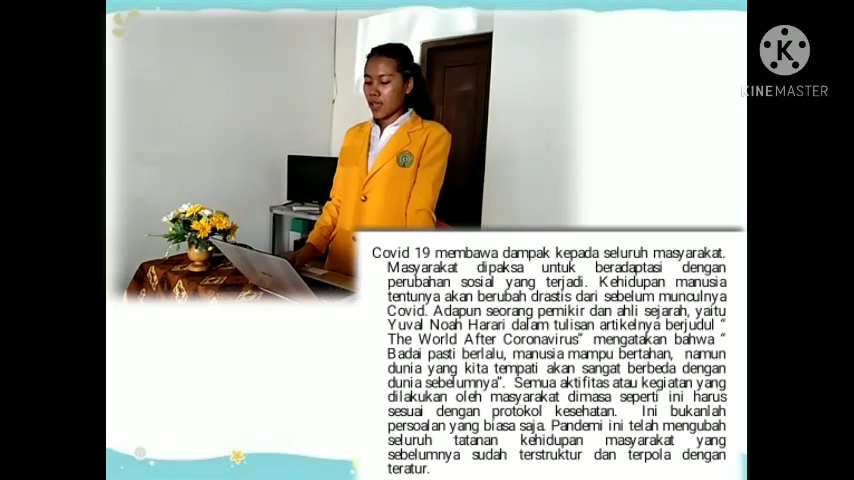 K
KINEMASTER
Covid 19 membawa dampak kepada seluruh masyarakat.
Masyarakat dipaksa untuk beradaptasi dengan
perubahan sosial yang terjadi. Kehidupan manusia
tentunya akan berubah drastis dari sebelum munculnya
Covid. Adapun seorang pemikir dan ahli sejarah, yaitu
Yuval Noah Harari dalam tulisan artikelnya berjudul “
The World After Coronavirus” mengatakan bahwa “
Badai pasti berlalu, manusia mampu bertahan, namun
dunia yang kita tempati akan sangat berbeda dengan
dunia sebelumnya”. Semua aktifitas atau kegiatan yang
dilakukan oleh masyarakat dimasa seperti ini harus
sesuai dengan protokol kesehatan. Ini bukanlah
persoalan yang biasa saja. Pandemi ini telah mengubah
seluruh tatanan kehidupan masyarakat yang
sebelumnya sudah terstruktur dan terpola dengan
teratur.